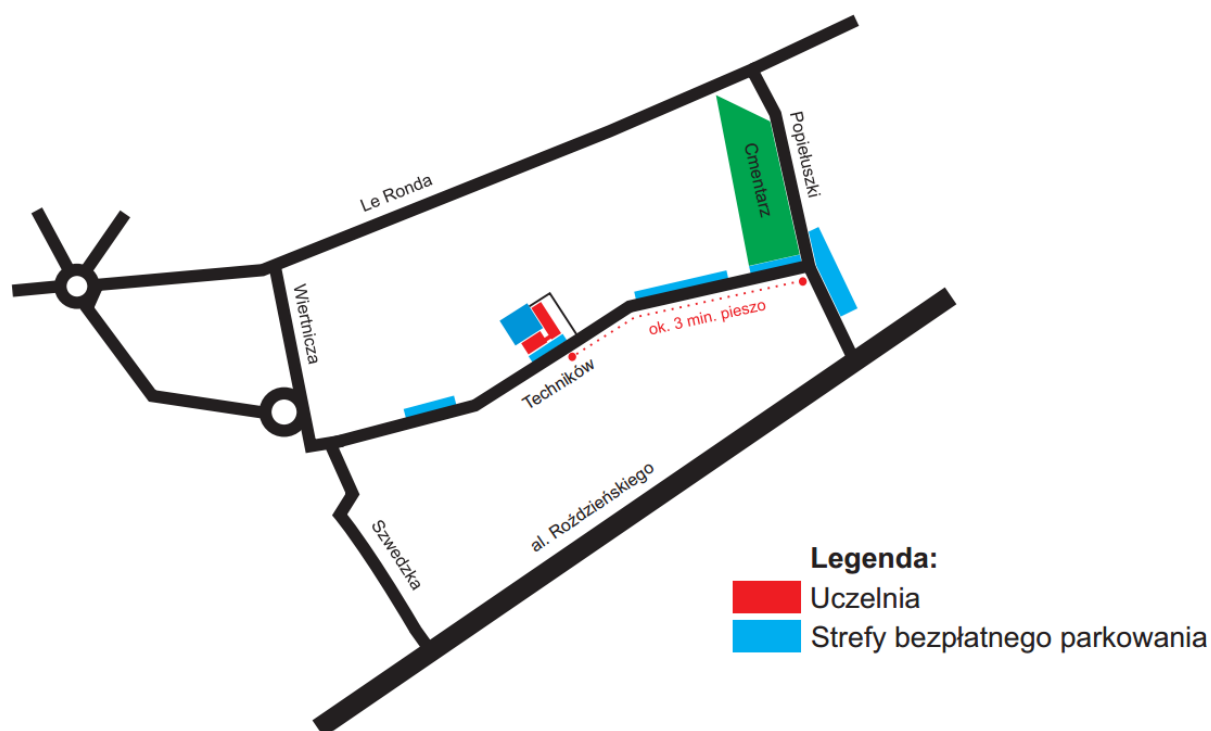 Le Ronda
Popiełuszki
Cmentarz
Wiertnicza
ok. 3 min. pieszo
Techników
al. Roździeńskiego
Szwedzka
Legenda:
Uczelnia
Strefy bezpłatnego parkowania